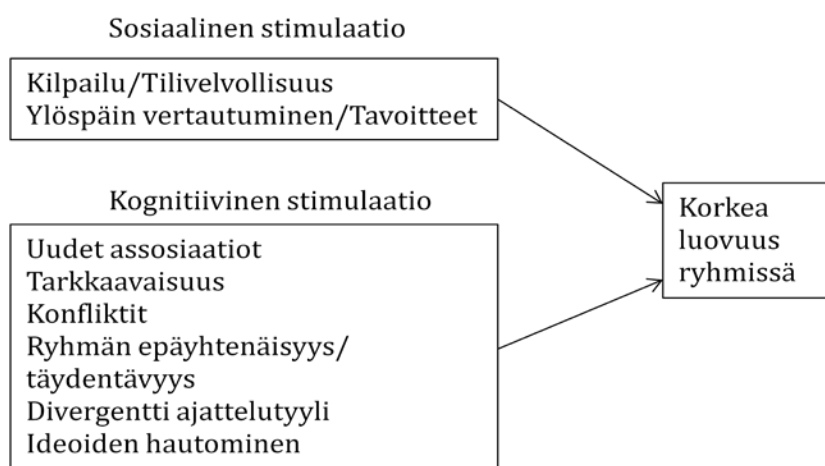 Sosiaalinen stimulaatio
Kilpailu/Tilivelvollisuus
Ylöspäin vertautuminen/Tavoitteet
Kognitiivinen stimulaatio
Uudet assosiaatiot
Tarkkaavaisuus
Konfliktit
Ryhmän epäyhtenäisyys/
täydentävyys
Divergentti ajattelutyyli
Ideoiden hautominen
Korkea
luovuus
ryhmissä